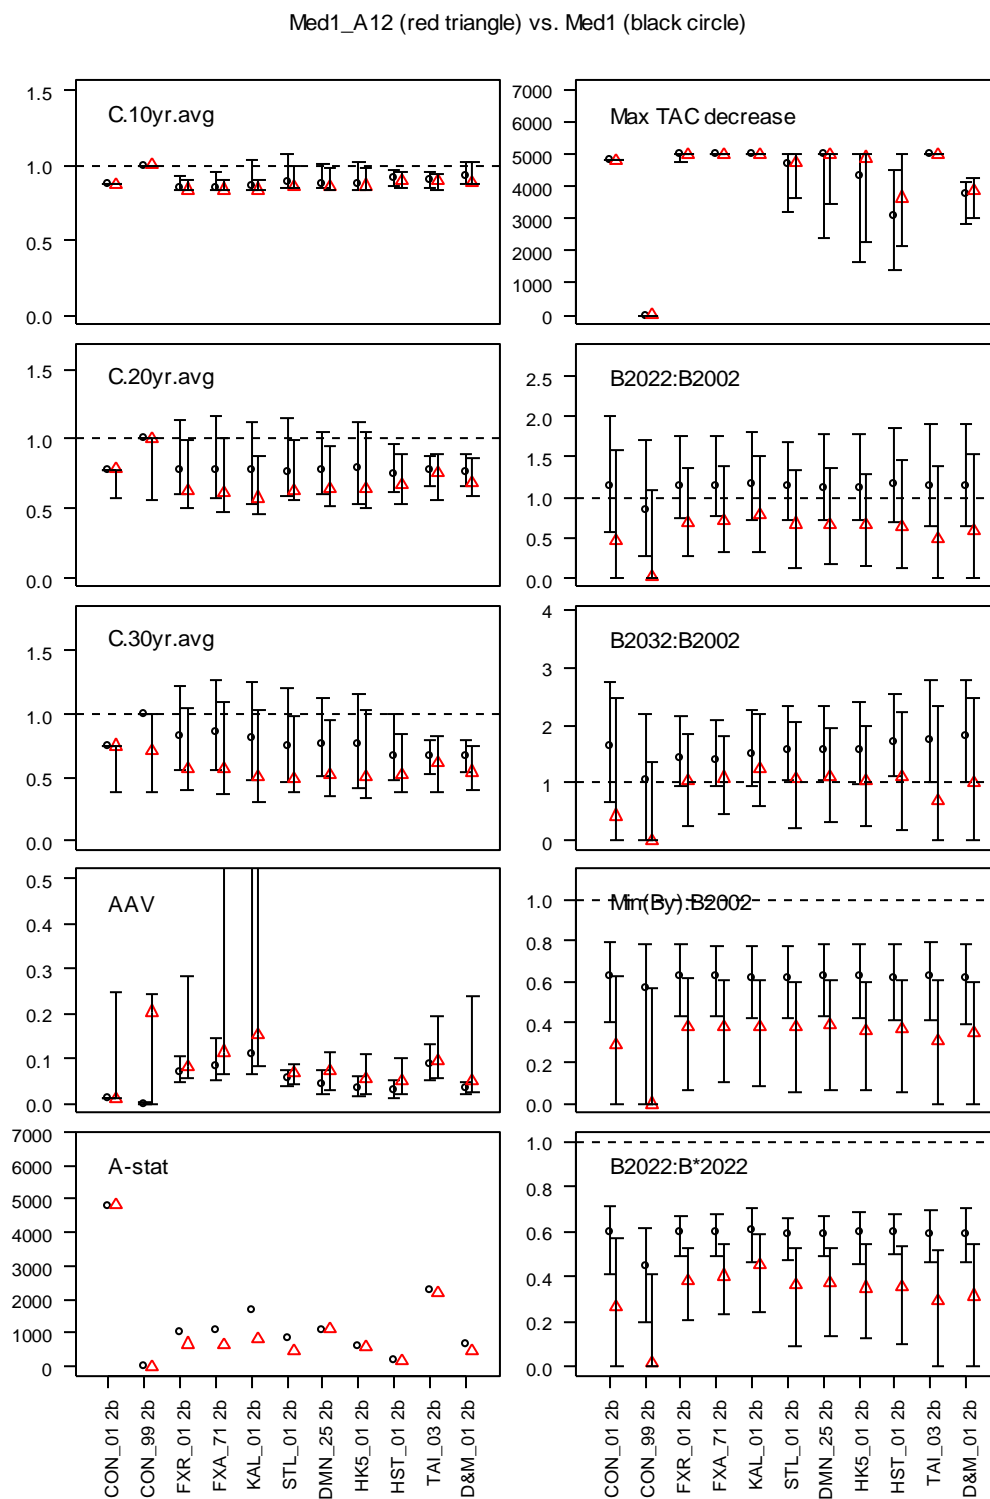 Med1_A12 (red triangle) vs. Med1 (black circle)
C.10yr.avg
1.5
1.0
0.5
0.0
Max TAC decrease
7000
6000
5000
4000
3000
2000
1000
0
C.20yr.avg
1.5
1.0
0.5
0.0
B2022:B2002
2.5
2.0
1.5
1.0
0.5
0.0
C.30yr.avg
1.5
1.0
0.5
0.0
B2032:B2002
4
3
2
1
0
AAV
0.5
0.4
0.3
0.2
0.1
0.0
Min(By):B2002
1.0
0.8
0.6
0.4
0.2
0.0
A-stat
7000
6000
5000
4000
3000
2000
1000
0
B2022:B*2022
1.0
0.8
0.6
0.4
0.2
0.0
CON_01 2b
CON_99 2b
FXR_01 2b
FXA_71 2b
KAL_01 2b
STL_01 2b
DMN_25 2b
HK5_01 2b
HST_01 2b
TAI_03 2b
D&M_01 2b
CON_01 2b
CON_99 2b
FXR_01 2b
FXA_71 2b
KAL_01 2b
STL_01 2b
DMN_25 2b
HK5_01 2b
HST_01 2b
TAI_03 2b
D&M_01 2b